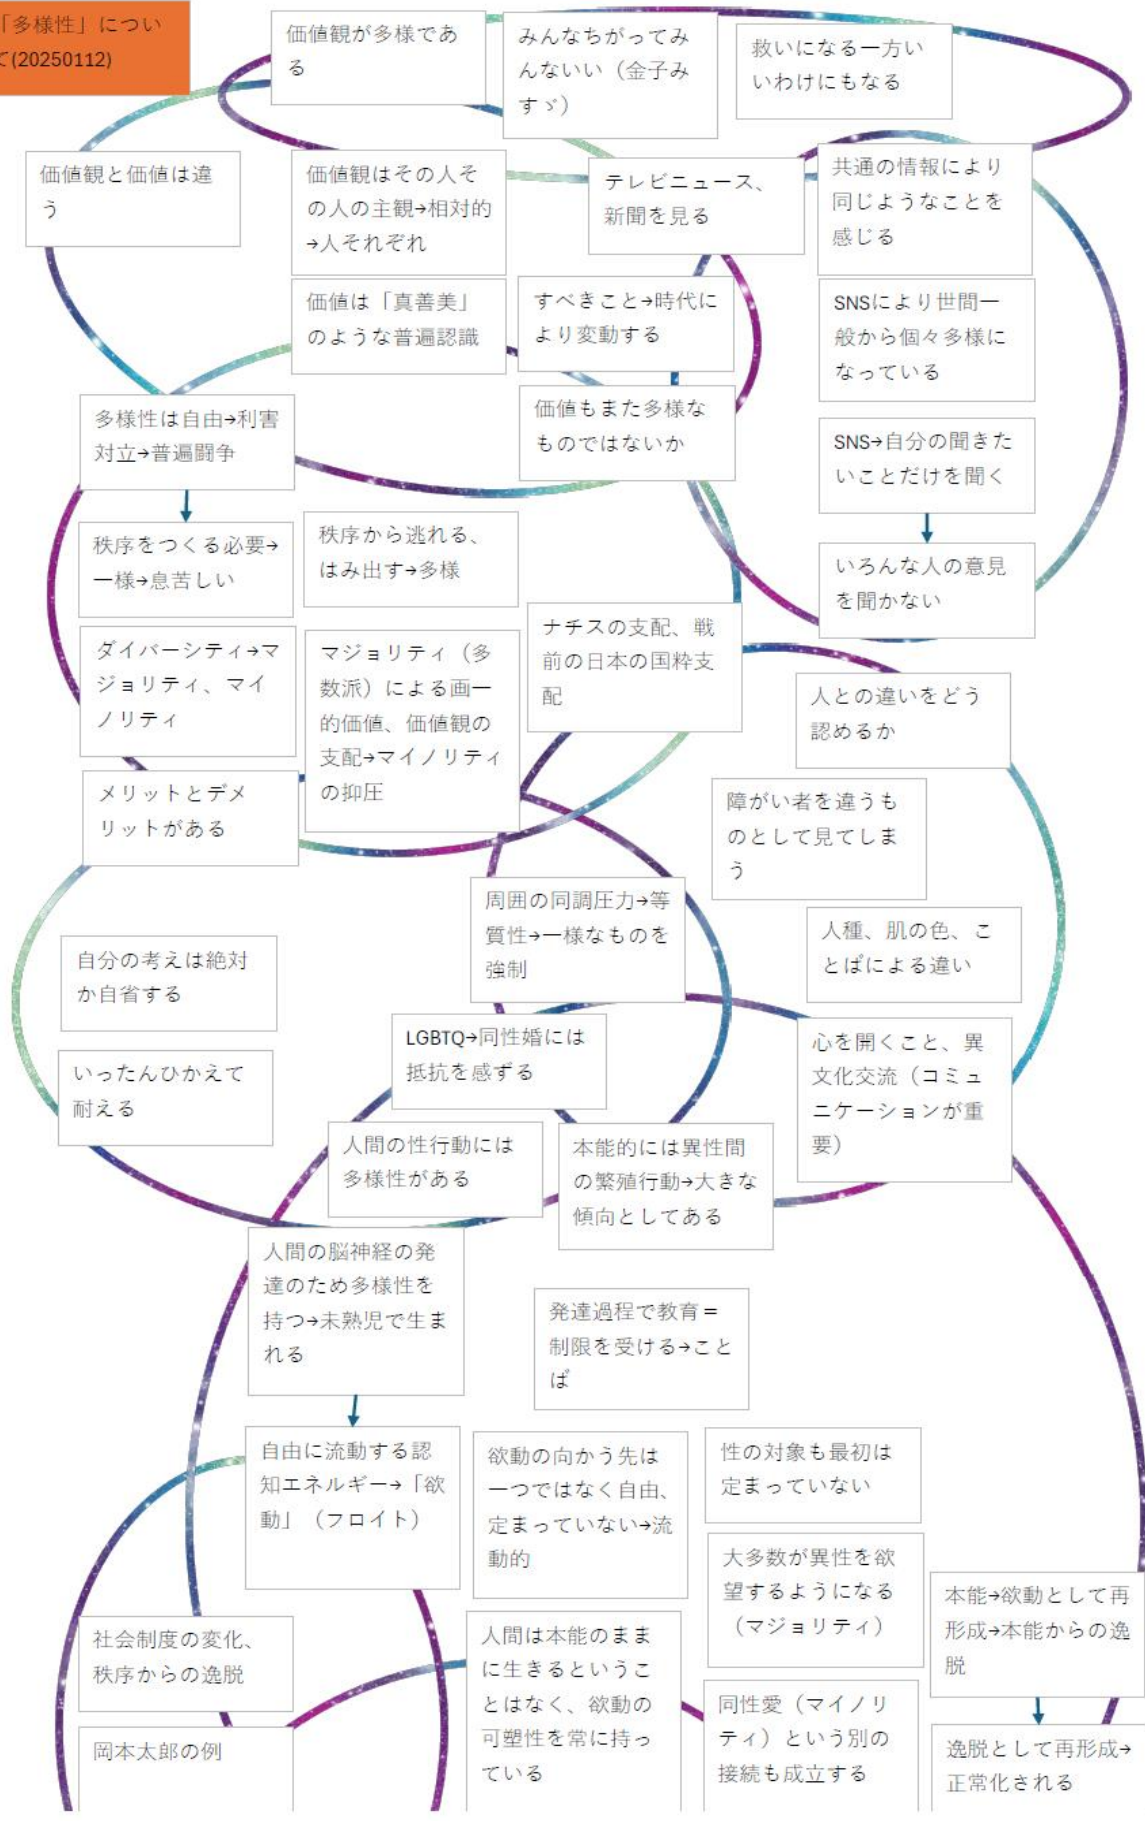 「多様性」につい
て(20250112)
価値観が多様であ
る
みんなちがってみ
んないい（金子み
すゞ）
救いになる一方い
いわけにもなる
価値観と価値は違
う
価値観はその人そ
の人の主観→相対的
→人それぞれ
テレビニュース、
新聞を見る
共通の情報により
同じようなことを
感じる
価値は「真善美」
のような普遍認識
すべきこと→時代に
より変動する
SNSにより世間一
般から個々多様に
なっている
多様性は自由→利害
対立→普遍闘争
価値もまた多様な
ものではないか
SNS→自分の聞きた
いことだけを聞く
秩序をつくる必要→
一様→息苦しい
秩序から逃れる、
はみ出す→多様
いろんな人の意見
を聞かない
ダイバーシティ→マ
ジョリティ、マイ
ノリティ
マジョリティ（多
数派）による画一
的価値、価値観の
支配→マイノリティ
の抑圧
ナチスの支配、戦
前の日本の国粋支
配
人との違いをどう
認めるか
メリットとデメ
リットがある
障がい者を違うも
のとして見てしま
う
周囲の同調圧力→等
質性→一様なものを
強制
人種、肌の色、こ
とばによる違い
自分の考えは絶対
か自省する
LGBTQ→同性婚には
抵抗を感ずる
心を開くこと、異
文化交流（コミュ
ニケーションが重
要）
いったんひかえて
耐える
人間の性行動には
多様性がある
本能的には異性間
の繁殖行動→大きな
傾向としてある
人間の脳神経の発
達のため多様性を
持つ→未熟児で生ま
れる
発達過程で教育＝
制限を受ける→こと
ば
自由に流動する認
知エネルギー→「欲
動」（フロイト）
欲動の向かう先は
一つではなく自由、
定まっていない→流
動的
性の対象も最初は
定まっていない
大多数が異性を欲
望するようになる
（マジョリティ）
本能→欲動として再
形成→本能からの逸
脱
社会制度の変化、
秩序からの逸脱
人間は本能のまま
に生きるというこ
とはなく、欲動の
可塑性を常に持っ
ている
同性愛（マイノリ
ティ）という別の
接続も成立する
逸脱として再形成→
正常化される
岡本太郎の例